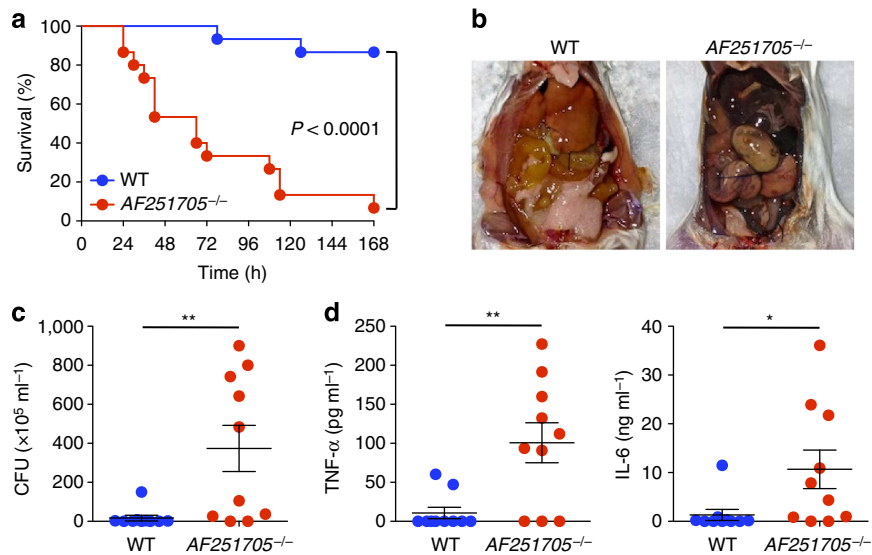 a
100
80
60
40
20
0
Survival (%)
P < 0.0001
WT
AF251705–/–
0 24 48 72 96 120 144 168
Time (h)
b
WT AF251705–/–
c
**
1,000
800
600
400
200
0
CFU (×10⁵ ml⁻¹)
WT AF251705–/–
d
**
250
200
150
100
50
0
TNF-α (pg ml⁻¹)
WT AF251705–/–
*
40
30
20
10
0
IL-6 (ng ml⁻¹)
WT AF251705–/–